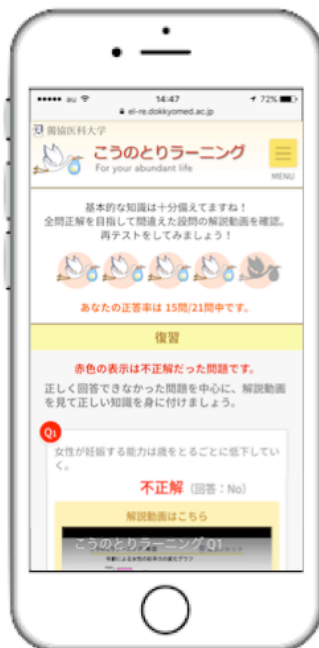 ●●●●● au 14:47 72%
el-re.dokkyomed.ac.jp
獨協医科大学
こうのとりラーニング
For your abundant life
MENU
基本的な知識は十分備えてますね！
全問正解を目指して間違えた設問の解説動画を確認。
再テストをしてみましょう！
あなたの正答率は 15問/21問中です。
復習
赤色の表示は不正解だった問題です。
正しく回答できなかった問題を中心に、解説動画
を見て正しい知識を身に付けましょう。
Q1
女性が妊娠する能力は歳をとるごとに低下してい
く。
不正解（回答：No）
解説動画はこちら
こうのとりラーニング Q1